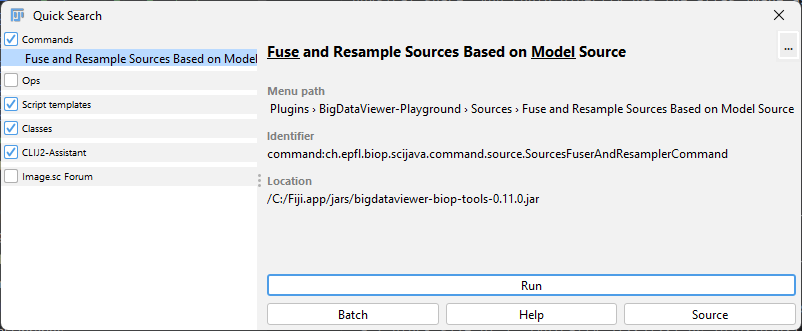 Quick Search
Commands
Fuse and Resample Sources Based on Model
Ops
Script templates
Classes
CLIJ2-Assistant
Image.sc Forum
Fuse and Resample Sources Based on Model Source
...
Menu path
Plugins › BigDataViewer-Playground › Sources › Fuse and Resample Sources Based on Model Source
Identifier
command:ch.epfl.biop.scijava.command.source.SourcesFuserAndResamplerCommand
Location
/C:/Fiji.app/jars/bigdataviewer-biop-tools-0.11.0.jar
Run
Batch Help Source